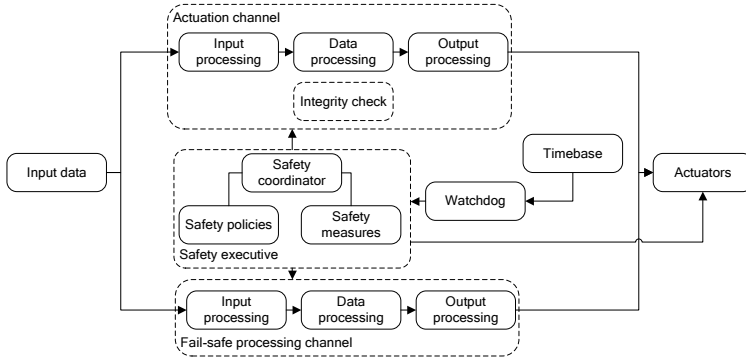 Actuation channel
Input
processing
Data
processing
Output
processing
Integrity check
Input data
Safety
coordinator
Safety policies
Safety
measures
Safety executive
Watchdog
Timebase
Actuators
Input
processing
Data
processing
Output
processing
Fail-safe processing channel